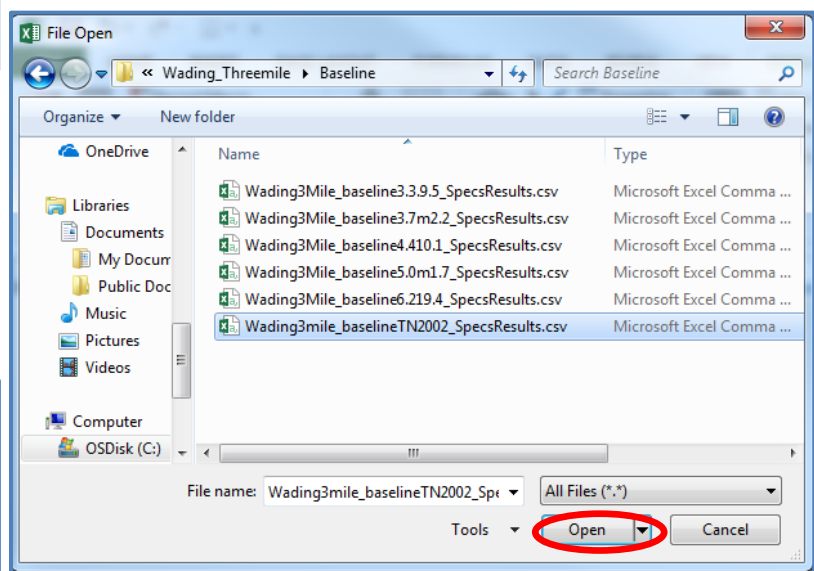 File Open
« Wading_Threemile Baseline Search Baseline
Organize New folder
OneDrive
Libraries
Documents
My Docum
Public Doc
Music
Pictures
Videos
Computer
OSDisk (C:)
Name Type
Wading3Mile_baseline3.3.9.5_SpecsResults.csv Microsoft Excel Comma ...
Wading3Mile_baseline3.7m2.2_SpecsResults.csv Microsoft Excel Comma ...
Wading3Mile_baseline4.410.1_SpecsResults.csv Microsoft Excel Comma ...
Wading3Mile_baseline5.0m1.7_SpecsResults.csv Microsoft Excel Comma ...
Wading3Mile_baseline6.219.4_SpecsResults.csv Microsoft Excel Comma ...
Wading3mile_baselineTN2002_SpecsResults.csv Microsoft Excel Comma ...
File name: Wading3mile_baselineTN2002_Spe All Files (*.*)
Tools Open Cancel